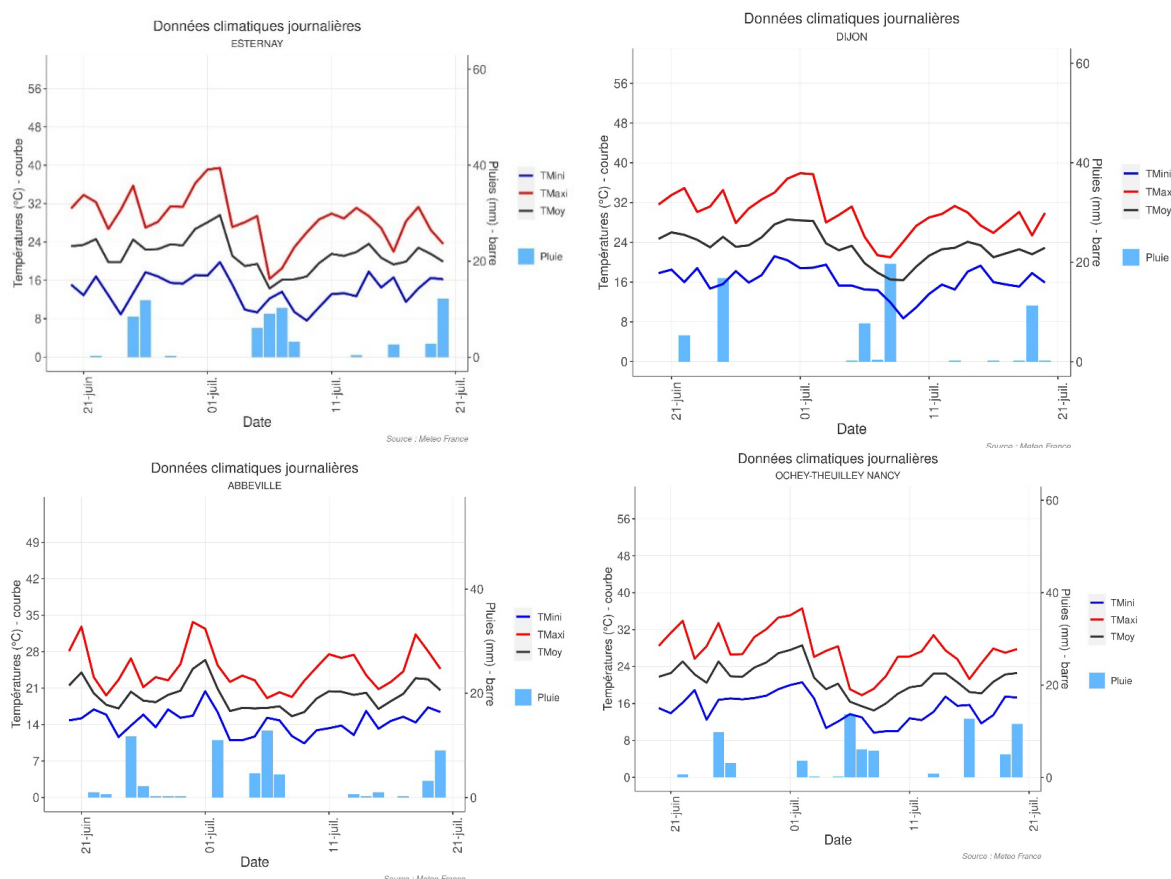 Données climatiques journalières
ESTERNAY
Températures (°C) - courbe
56
48
40
32
24
16
8
0
60
40
20
0
Pluies (mm) - barre
TMini
TMaxi
TMoy
Pluie
21-juin
01-juil.
11-juil.
21-juil.
Date
Source : Meteo France
Données climatiques journalières
DIJON
Températures (°C) - courbe
56
48
40
32
24
16
8
0
60
40
20
0
Pluies (mm) - barre
TMini
TMaxi
TMoy
Pluie
21-juin
01-juil.
11-juil.
21-juil.
Date
Source : Meteo France
Données climatiques journalières
ABBEVILLE
Températures (°C) - courbe
49
42
35
28
21
14
7
0
40
20
0
Pluies (mm) - barre
TMini
TMaxi
TMoy
Pluie
21-juin
01-juil.
11-juil.
21-juil.
Date
Source : Meteo France
Données climatiques journalières
OCHEY-THEUILLEY NANCY
Températures (°C) - courbe
56
48
40
32
24
16
8
0
60
40
20
0
Pluies (mm) - barre
TMini
TMaxi
TMoy
Pluie
21-juin
01-juil.
11-juil.
21-juil.
Date
Source : Meteo France